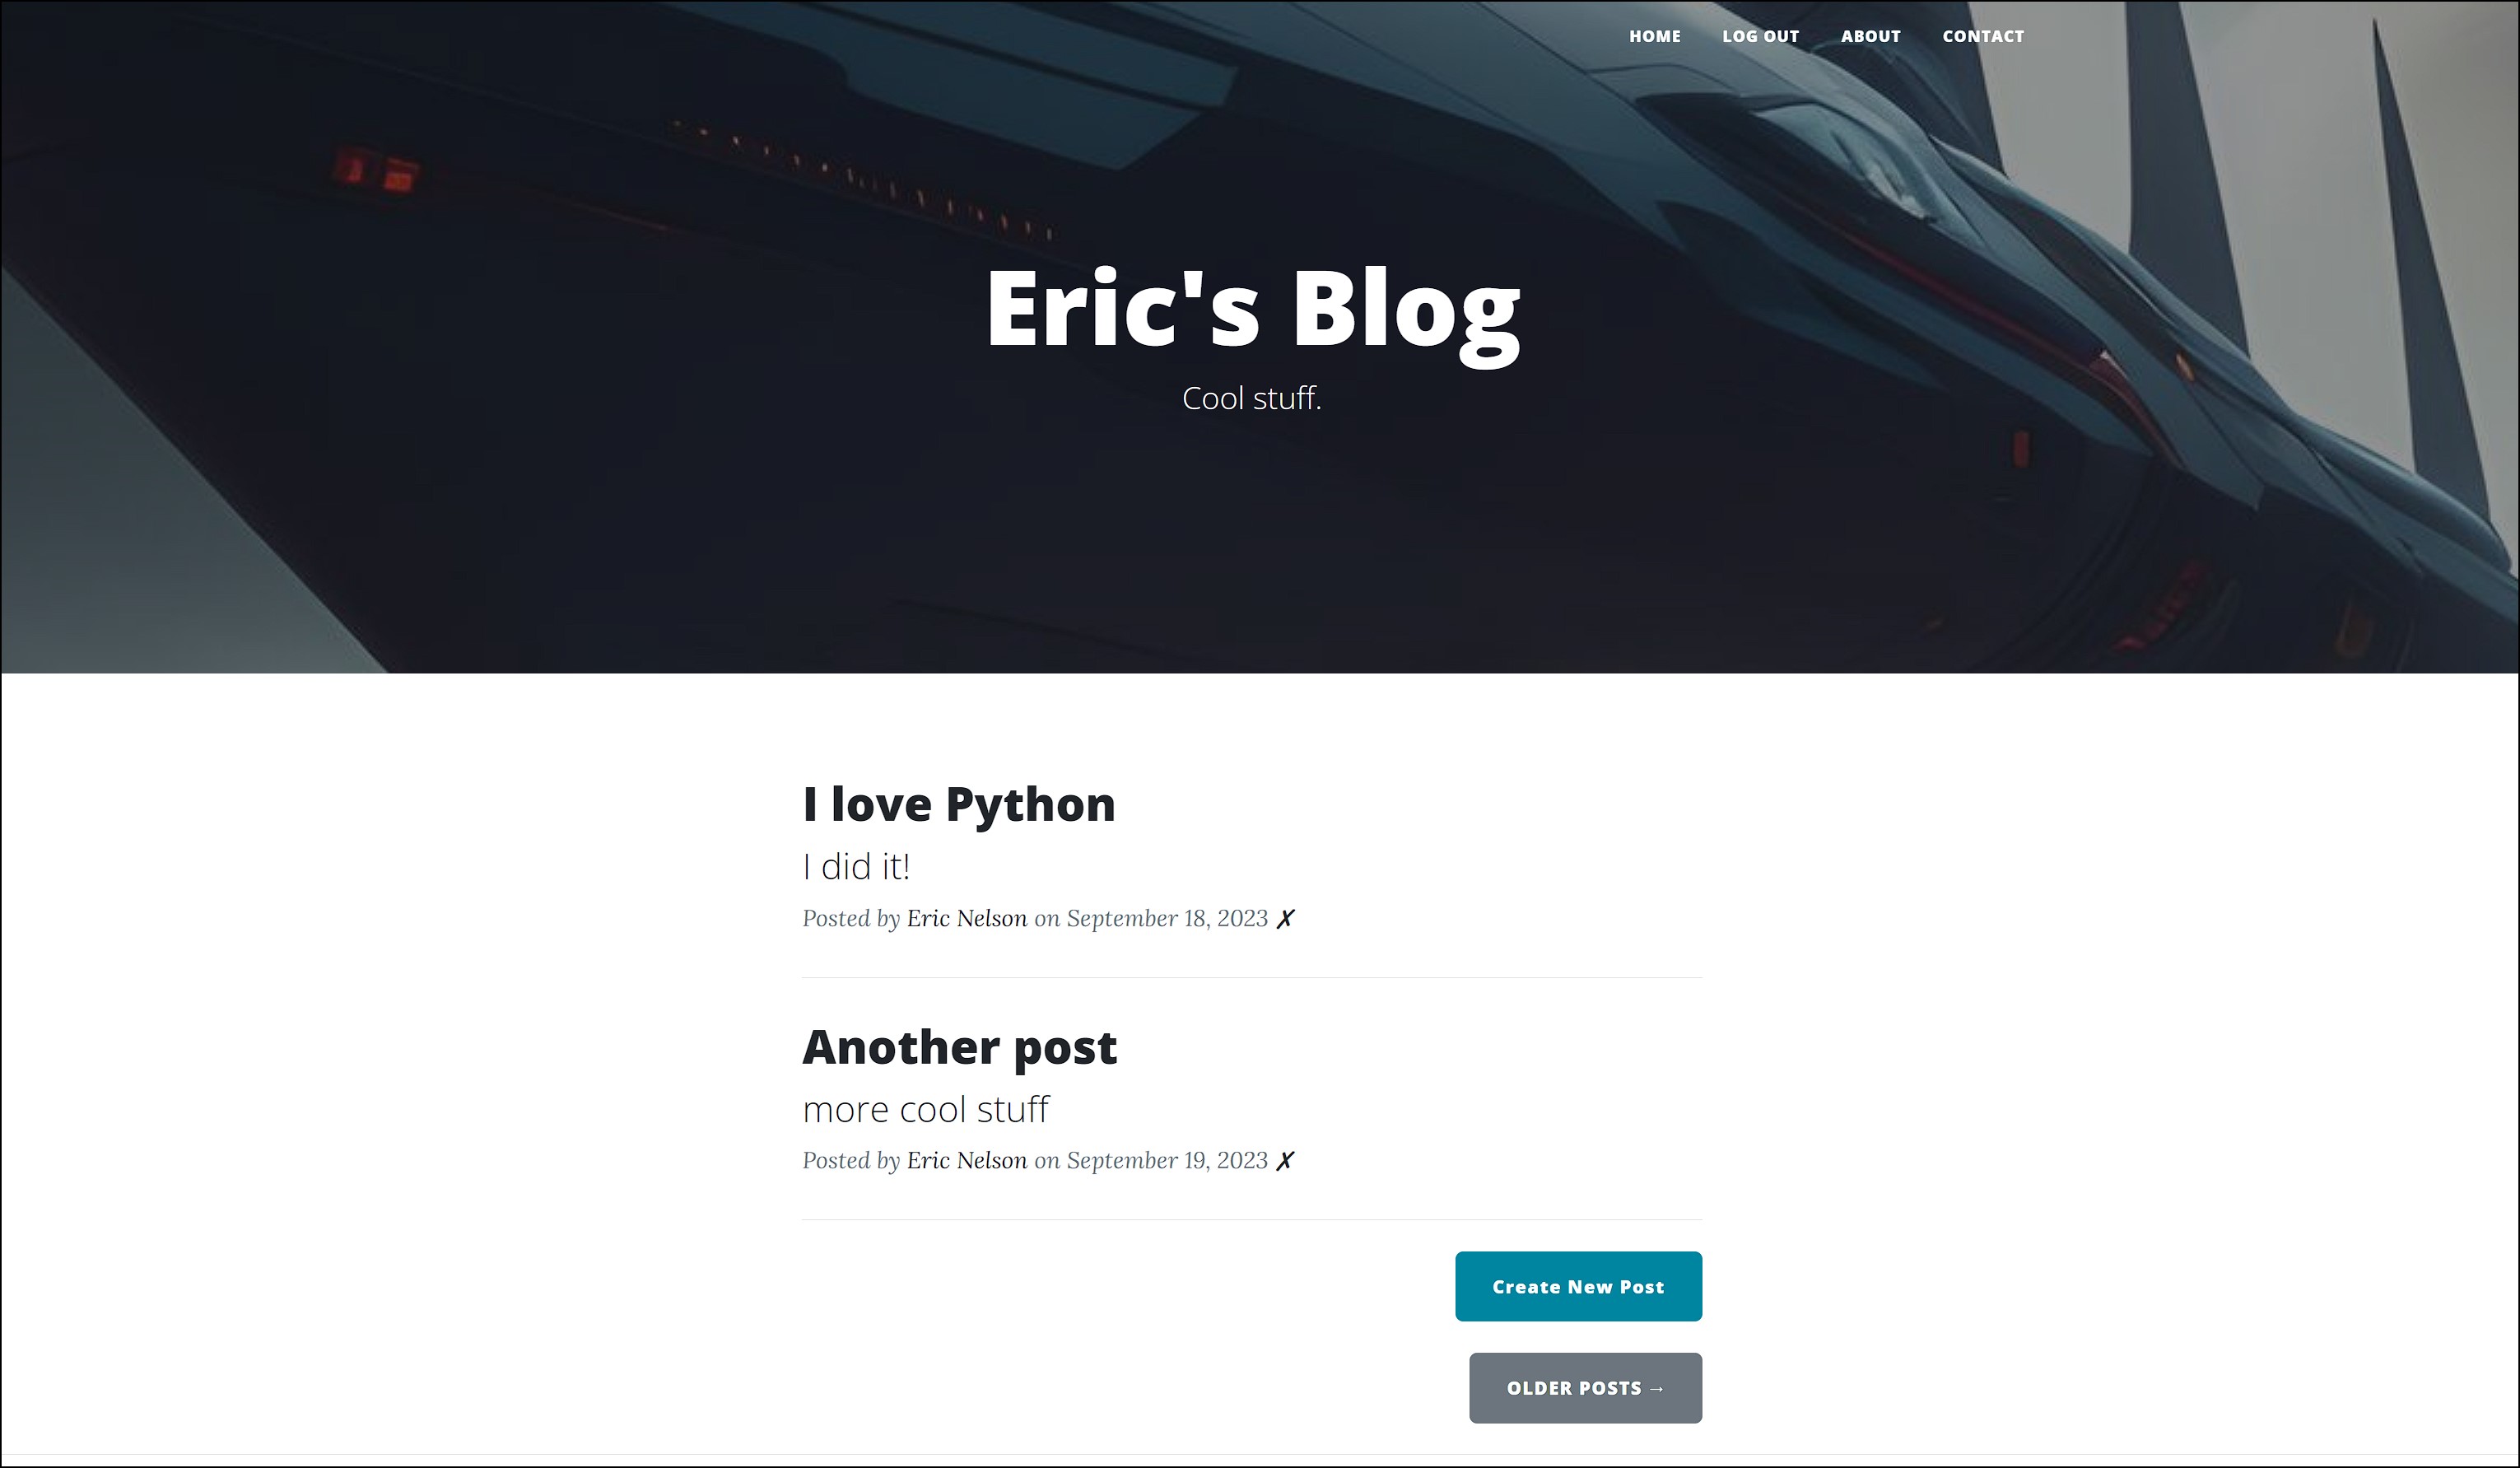 HOME LOG OUT ABOUT CONTACT
Eric's Blog
Cool stuff.
I love Python
I did it!
Posted by Eric Nelson on September 18, 2023 ✗
Another post
more cool stuff
Posted by Eric Nelson on September 19, 2023 ✗
Create New Post
OLDER POSTS →